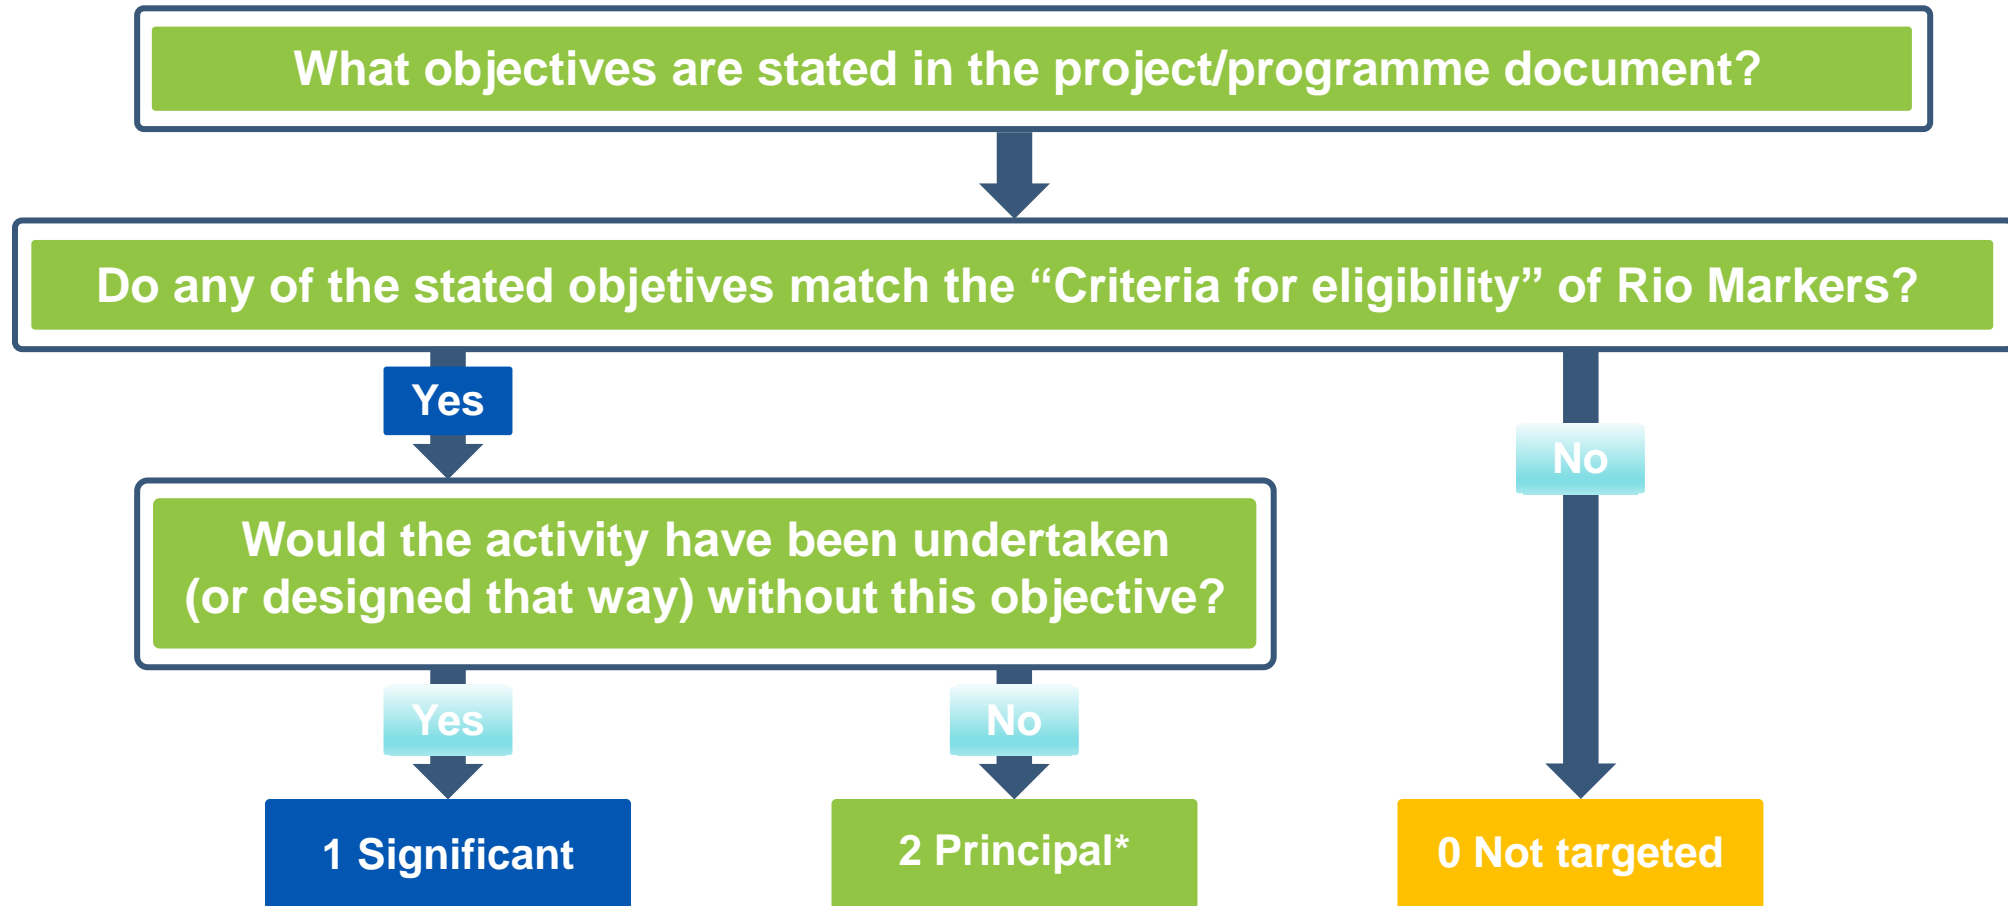 What objectives are stated in the project/programme document?
Do any of the stated objetives match the “Criteria for eligibility” of Rio Markers?
Yes
No
Would the activity have been undertaken
(or designed that way) without this objective?
Yes
No
1 Significant
2 Principal*
0 Not targeted